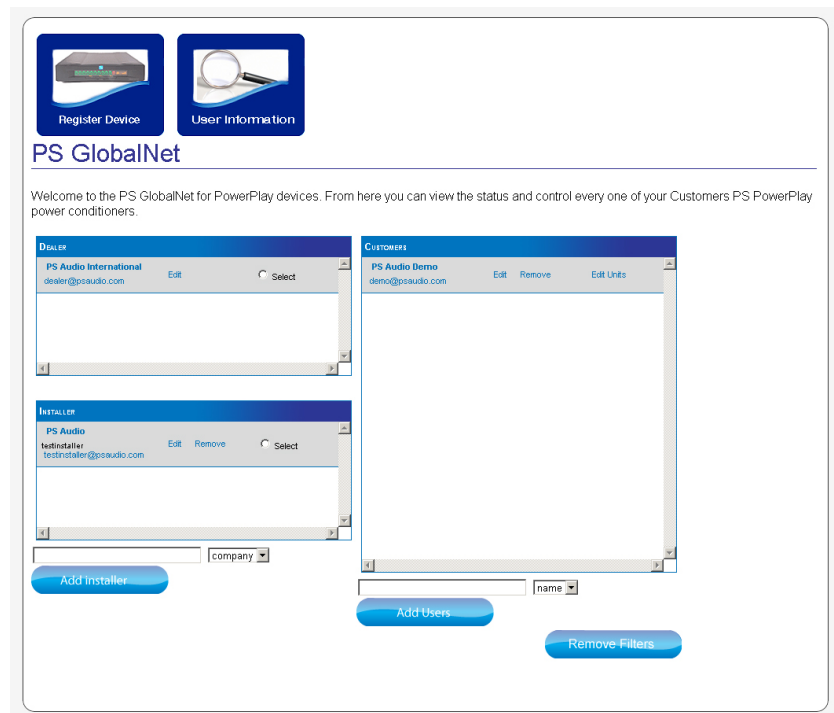 Register Device
User Information
PS GlobalNet
Welcome to the PS GlobalNet for PowerPlay devices. From here you can view the status and control every one of your Customers PS PowerPlay
power conditioners.
DEALER
PS Audio International
dealer@psaudio.com
Edit
Select
INSTALLER
PS Audio
testinstaller
testinstaller@psaudio.com
Edit Remove
Select
company
Add Installer
CUSTOMERS
PS Audio Demo
demo@psaudio.com
Edit Remove
Edit Units
name
Add Users
Remove Filters